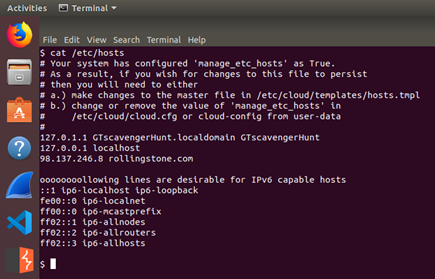 Activities Terminal
File Edit View Search Terminal Help
$ cat /etc/hosts
# Your system has configured 'manage_etc_hosts' as True.
# As a result, if you wish for changes to this file to persist
# then you will need to either
# a.) make changes to the master file in /etc/cloud/templates/hosts.tmpl
# b.) change or remove the value of 'manage_etc_hosts' in
#     /etc/cloud/cloud.cfg or cloud-config from user-data
#
127.0.1.1 GTscavengerHunt.localdomain GTscavengerHunt
127.0.0.1 localhost
98.137.246.8 rollingstone.com
oooooooollowing lines are desirable for IPv6 capable hosts
::1 ip6-localhost ip6-loopback
fe00::0 ip6-localnet
ff00::0 ip6-mcastprefix
ff02::1 ip6-allnodes
ff02::2 ip6-allrouters
ff02::3 ip6-allhosts
$